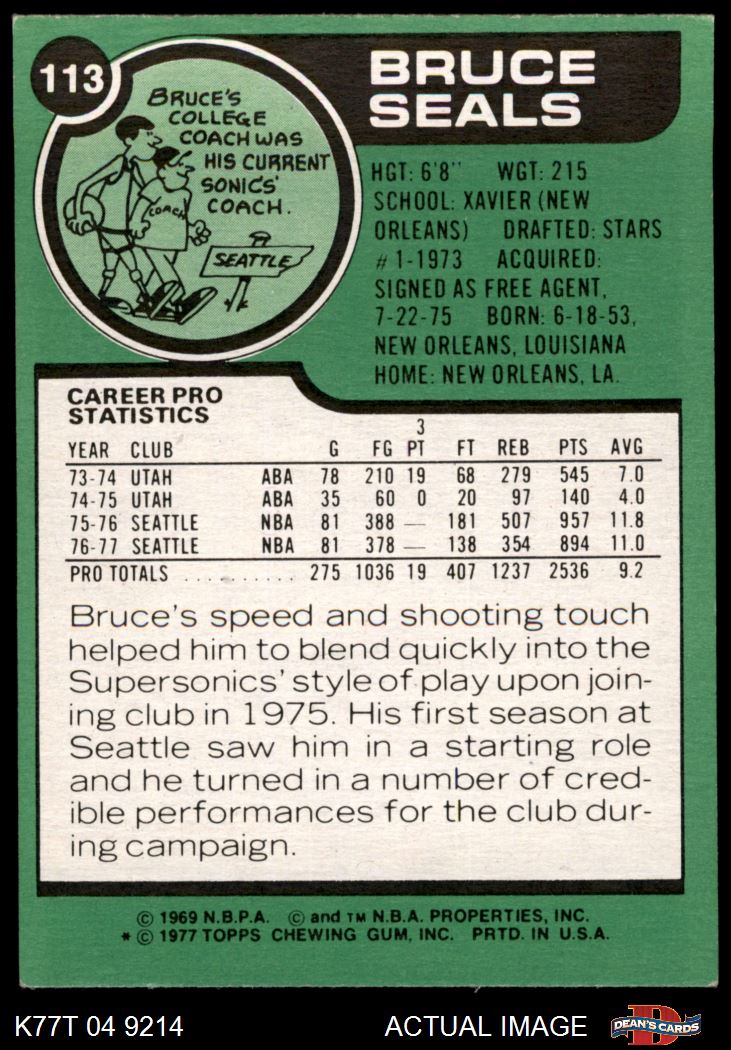 113
BRUCE'S
COLLEGE
COACH WAS
HIS CURRENT
SONICS'
COACH.
COACH
SEATTLE
BRUCE
SEALS
HGT: 6'8" WGT: 215
SCHOOL: XAVIER (NEW
ORLEANS) DRAFTED: STARS
#1-1973 ACQUIRED:
SIGNED AS FREE AGENT,
7-22-75 BORN: 6-18-53,
NEW ORLEANS, LOUISIANA
HOME: NEW ORLEANS, LA.
CAREER PRO
STATISTICS
YEAR CLUB G FG 3 PT FT REB PTS AVG
73-74 UTAH ABA 78 210 19 68 279 545 7.0
74-75 UTAH ABA 35 60 0 20 97 140 4.0
75-76 SEATTLE NBA 81 388 — 181 507 957 11.8
76-77 SEATTLE NBA 81 378 — 138 354 894 11.0
PRO TOTALS .......... 275 1036 19 407 1237 2536 9.2
Bruce's speed and shooting touch
helped him to blend quickly into the
Supersonics' style of play upon join-
ing club in 1975. His first season at
Seattle saw him in a starting role
and he turned in a number of cred-
ible performances for the club dur-
ing campaign.
© 1969 N.B.P.A. © and TM N.B.A. PROPERTIES, INC.
* © 1977 TOPPS CHEWING GUM, INC. PRTD. IN U.S.A.
K77T 04 9214 ACTUAL IMAGE D DEAN'S CARDS